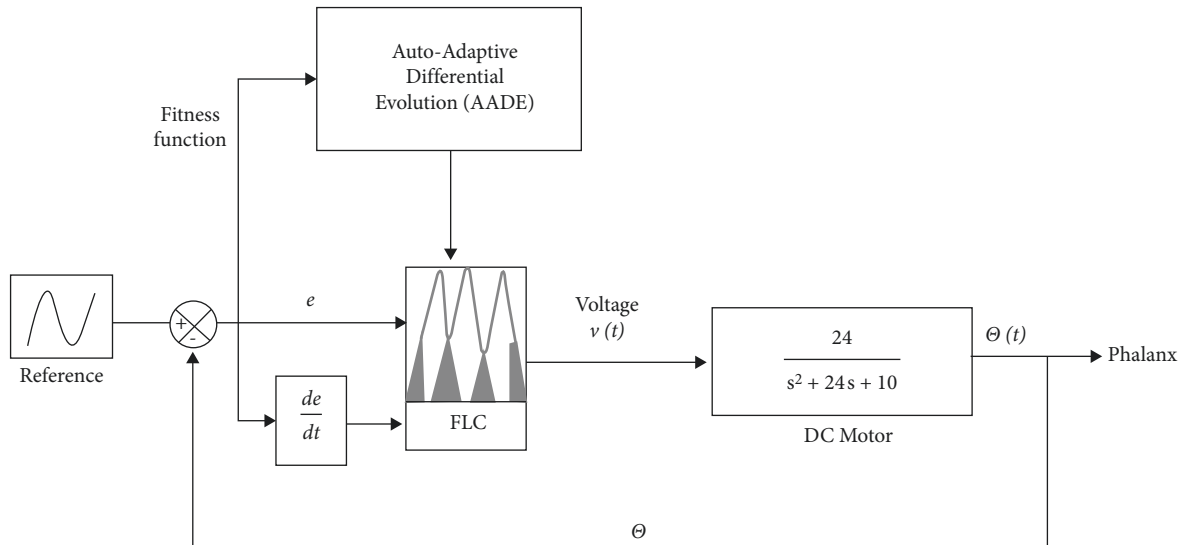 Auto-Adaptive
Differential
Evolution (AADE)
Fitness
function
Reference
+
-
e
de
dt
FLC
Voltage
v (t)
24
s² + 24s + 10
DC Motor
Θ (t)
Phalanx
Θ